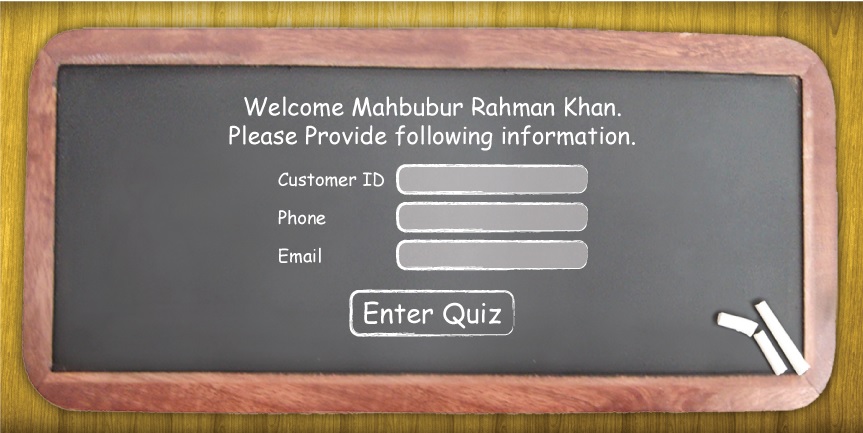 Welcome Mahbubur Rahman Khan.
Please Provide following information.
Customer ID
Phone
Email
Enter Quiz